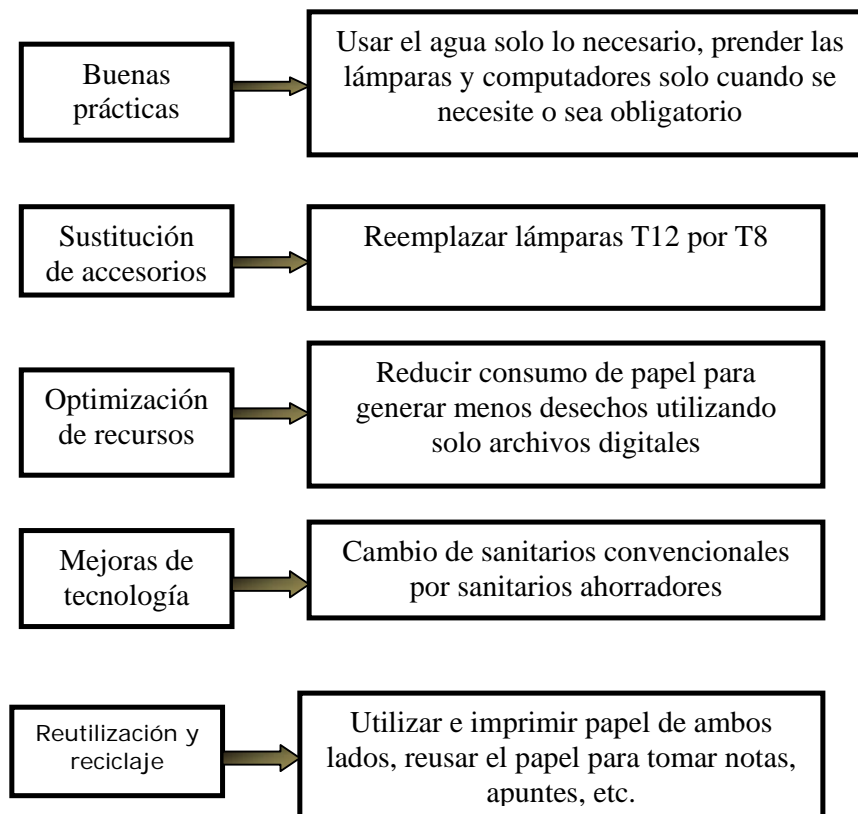 Buenas
prácticas
Usar el agua solo lo necesario, prender las
lámparas y computadores solo cuando se
necesite o sea obligatorio
Sustitución
de accesorios
Reemplazar lámparas T12 por T8
Optimización
de recursos
Reducir consumo de papel para
generar menos desechos utilizando
solo archivos digitales
Mejoras de
tecnología
Cambio de sanitarios convencionales
por sanitarios ahorradores
Reutilización y
reciclaje
Utilizar e imprimir papel de ambos
lados, reusar el papel para tomar notas,
apuntes, etc.